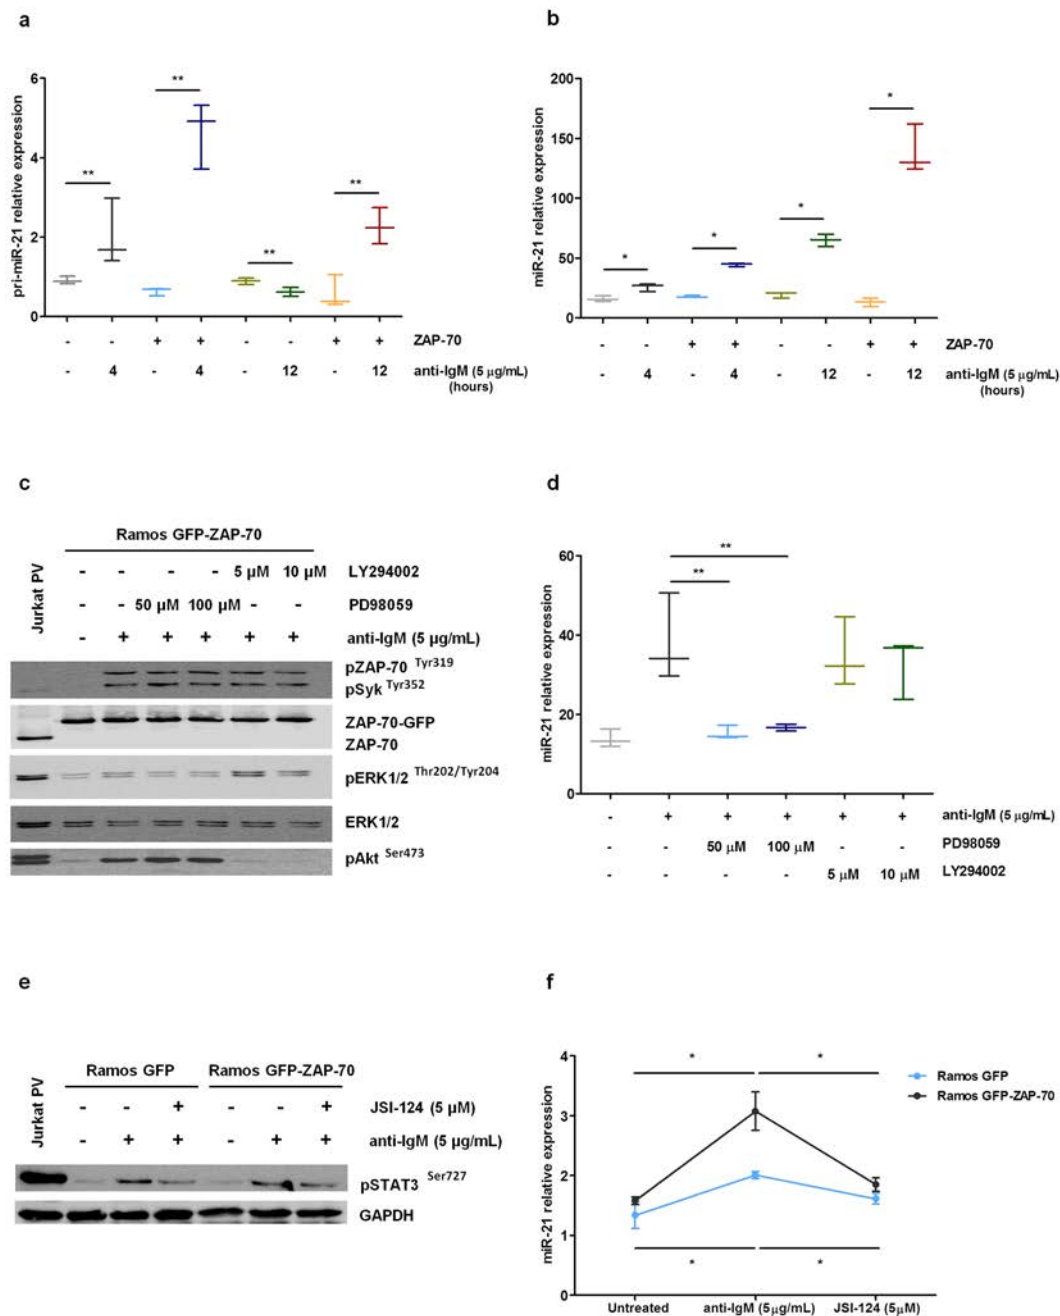 a
pri-miR-21 relative expression
6
4
2
0
** ** ** **
- - + + - - + + ZAP-70
- 4 - 4 - 12 - 12 anti-IgM (5 μg/mL)
(hours)
b
miR-21 relative expression
200
150
100
50
0
* * * *
- - + + - - + + ZAP-70
- 4 - 4 - 12 - 12 anti-IgM (5 μg/mL)
(hours)
c
Ramos GFP-ZAP-70
Jurkat PV
- - - - 5 μM 10 μM LY294002
- - 50 μM 100 μM - - PD98059
- + + + + + anti-IgM (5 μg/mL)
pZAP-70 Tyr319
pSyk Tyr352
ZAP-70-GFP
ZAP-70
pERK1/2 Thr202/Tyr204
ERK1/2
pAkt Ser473
d
miR-21 relative expression
60
40
20
0
**
**
- + + + + + anti-IgM (5 μg/mL)
- - 50 μM 100 μM - - PD98059
- - - - 5 μM 10 μM LY294002
e
Jurkat PV
Ramos GFP Ramos GFP-ZAP-70
- - + - - + JSI-124 (5 μM)
- + + - + + anti-IgM (5 μg/mL)
pSTAT3 Ser727
GAPDH
f
miR-21 relative expression
4
3
2
1
0
* *
* *
Ramos GFP
Ramos GFP-ZAP-70
Untreated anti-IgM (5μg/mL) JSI-124 (5μM)